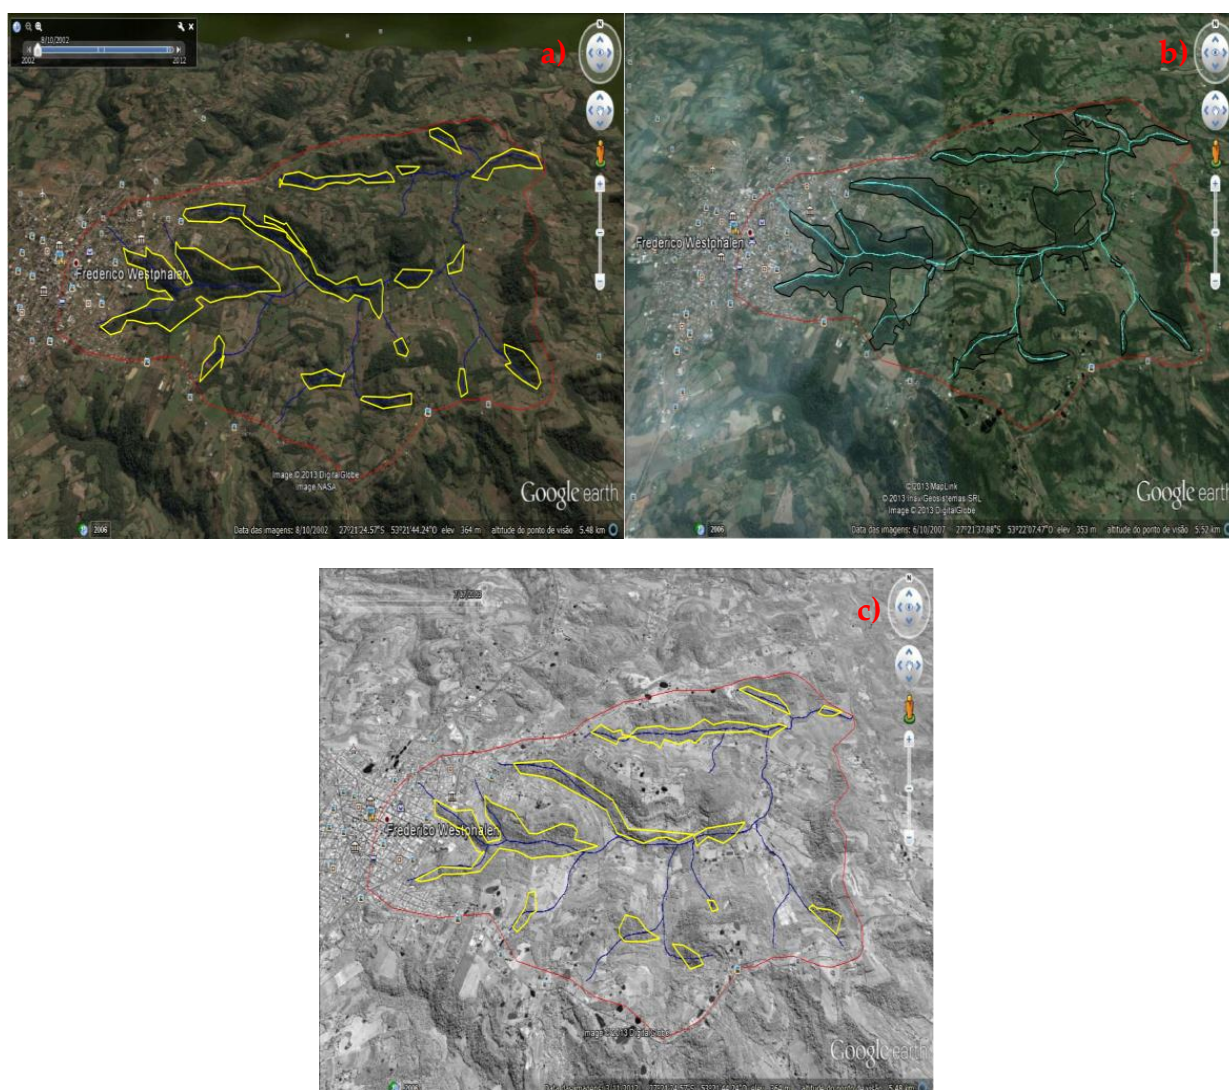 8/10/2002
2002
2012
a)
N
Frederico Westphalen
Image © 2013 DigitalGlobe
Image NASA
Google earth
2006
Data das imagens: 8/10/2002 27°21'24.57"S 53°21'44.24"O elev 364 m altitude do ponto de visão 5.48 km
b)
Frederico Westphalen
© 2013 MapLink
© 2013 Inav/Geosistemas SRL
Image © 2013 DigitalGlobe
Google earth
2006
Data das imagens: 6/10/2007 27°21'37.88"S 53°22'07.47"O elev 353 m altitude do ponto de visão 5.52 km
c)
N
Frederico Westphalen
Image © 2013 DigitalGlobe
Google earth